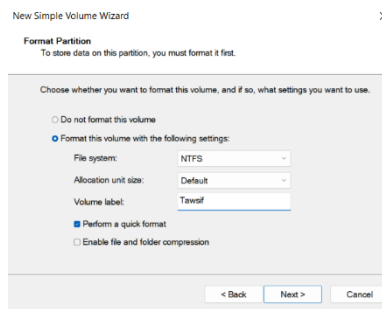 New Simple Volume Wizard
Format Partition
To store data on this partition, you must format it first.
Choose whether you want to format this volume, and if so, what settings you want to use.
Do not format this volume
Format this volume with the following settings:
File system: NTFS
Allocation unit size: Default
Volume label: Tawsif
Perform a quick format
Enable file and folder compression
< Back Next > Cancel